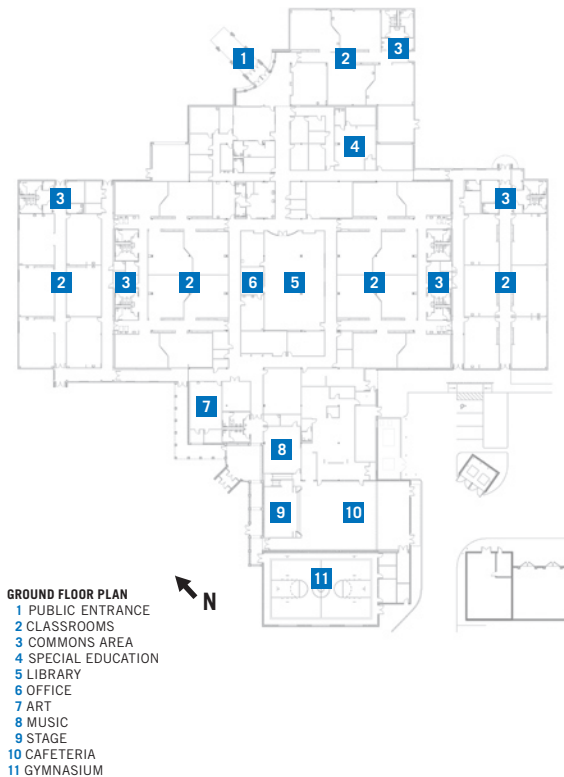 1
2
3
4
3
3
2
3
2
6
5
2
3
2
7
8
9
10
11
N
GROUND FLOOR PLAN
1 PUBLIC ENTRANCE
2 CLASSROOMS
3 COMMONS AREA
4 SPECIAL EDUCATION
5 LIBRARY
6 OFFICE
7 ART
8 MUSIC
9 STAGE
10 CAFETERIA
11 GYMNASIUM